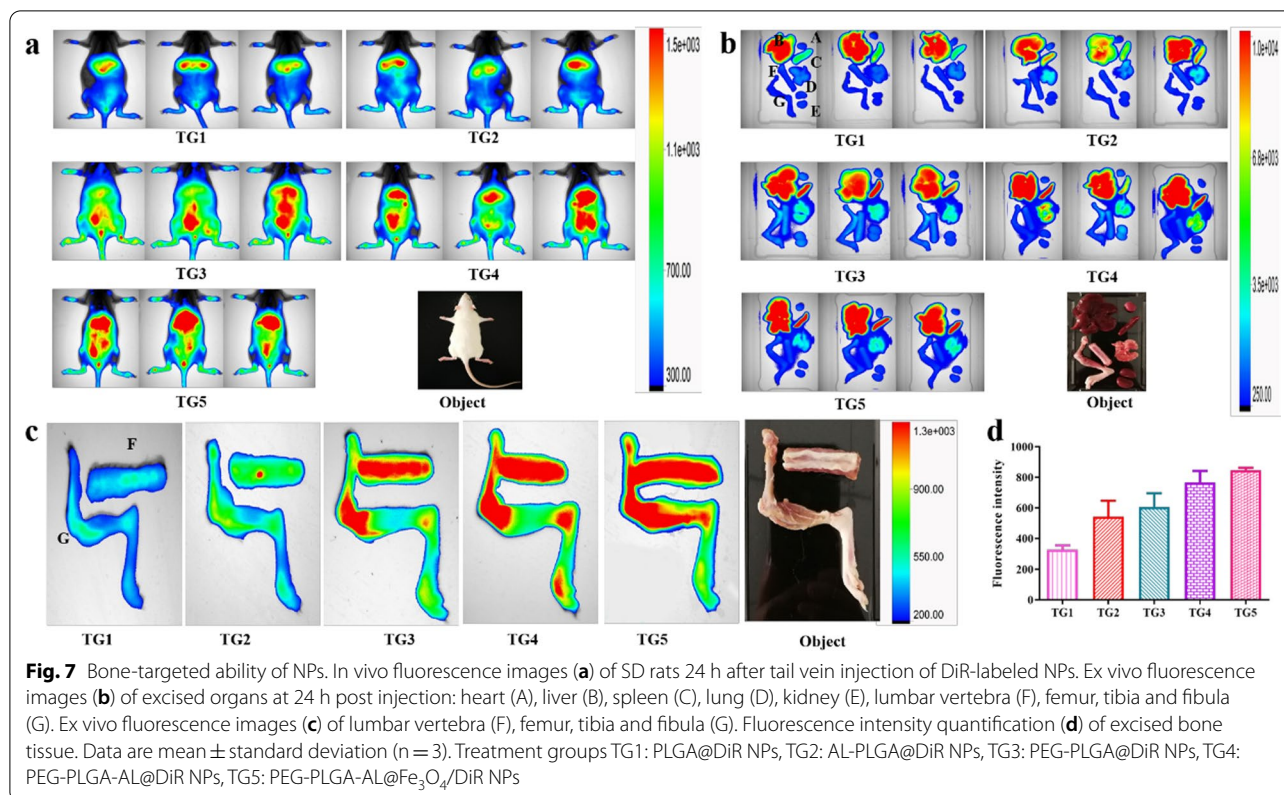 a
1.5e+003
1.1e+003
700.00
300.00
TG1
TG2
TG3
TG4
TG5
Object
b
B
A
C
F
D
G
E
1.0e+004
6.8e+003
3.5e+003
250.00
TG1
TG2
TG3
TG4
TG5
Object
c
F
G
TG1
TG2
TG3
TG4
TG5
Object
1.3e+003
900.00
550.00
200.00
d
Fluorescence intensity
1000
800
600
400
200
0
TG1 TG2 TG3 TG4 TG5
Fig. 7 Bone-targeted ability of NPs. In vivo fluorescence images (a) of SD rats 24 h after tail vein injection of DiR-labeled NPs. Ex vivo fluorescence
images (b) of excised organs at 24 h post injection: heart (A), liver (B), spleen (C), lung (D), kidney (E), lumbar vertebra (F), femur, tibia and fibula
(G). Ex vivo fluorescence images (c) of lumbar vertebra (F), femur, tibia and fibula (G). Fluorescence intensity quantification (d) of excised bone
tissue. Data are mean ± standard deviation (n = 3). Treatment groups TG1: PLGA@DiR NPs, TG2: AL-PLGA@DiR NPs, TG3: PEG-PLGA@DiR NPs, TG4:
PEG-PLGA-AL@DiR NPs, TG5: PEG-PLGA-AL@Fe₃O₄/DiR NPs